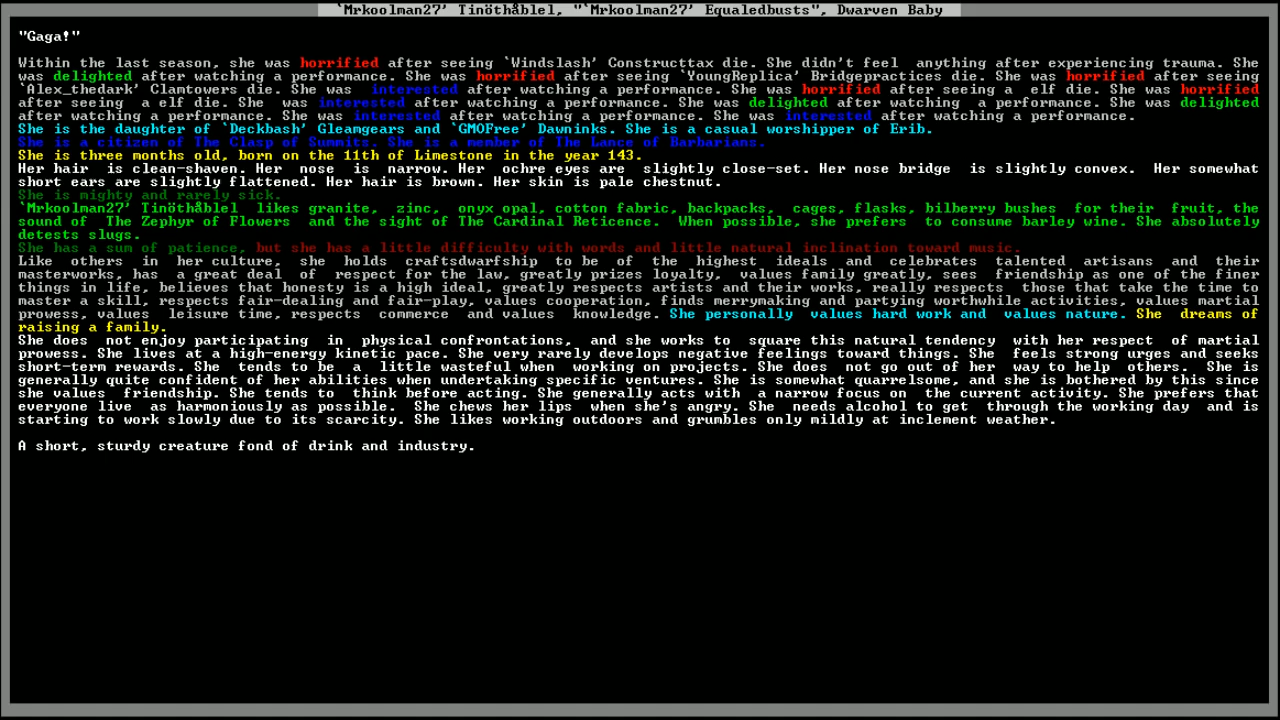 `Mrkoolman27' Tinöthåblel, "`Mrkoolman27' Equaledbusts", Dwarven Baby
"Gaga!"
Within the last season, she was horrified after seeing `Windslash' Constructtax die. She didn't feel anything after experiencing trauma. She
was delighted after watching a performance. She was horrified after seeing `YoungReplica' Bridgepractices die. She was horrified after seeing
`Alex_thedark' Clamtowers die. She was interested after watching a performance. She was horrified after seeing a elf die. She was horrified
after seeing a elf die. She was interested after watching a performance. She was delighted after watching a performance. She was delighted
after watching a performance. She was interested after watching a performance. She was interested after watching a performance.
She is the daughter of `Deckbash' Gleamgears and `GMOFree' Dawninks. She is a casual worshipper of Erib.
She is a citizen of The Clasp of Summits. She is a member of The Lance of Barbarians.
She is three months old, born on the 11th of Limestone in the year 143.
Her hair is clean-shaven. Her nose is narrow. Her ochre eyes are slightly close-set. Her nose bridge is slightly convex. Her somewhat
short ears are slightly flattened. Her hair is brown. Her skin is pale chestnut.
She is mighty and rarely sick.
`Mrkoolman27' Tinöthåblel likes granite, zinc, onyx opal, cotton fabric, backpacks, cages, flasks, bilberry bushes for their fruit, the
sound of The Zephyr of Flowers and the sight of The Cardinal Reticence. When possible, she prefers to consume barley wine. She absolutely
detests slugs.
She has a sum of patience, but she has a little difficulty with words and little natural inclination toward music.
Like others in her culture, she holds craftsdwarfship to be of the highest ideals and celebrates talented artisans and their
masterworks, has a great deal of respect for the law, greatly prizes loyalty, values family greatly, sees friendship as one of the finer
things in life, believes that honesty is a high ideal, greatly respects artists and their works, really respects those that take the time to
master a skill, respects fair-dealing and fair-play, values cooperation, finds merrymaking and partying worthwhile activities, values martial
prowess, values leisure time, respects commerce and values knowledge. She personally values hard work and values nature. She dreams of
raising a family.
She does not enjoy participating in physical confrontations, and she works to square this natural tendency with her respect of martial
prowess. She lives at a high-energy kinetic pace. She very rarely develops negative feelings toward things. She feels strong urges and seeks
short-term rewards. She tends to be a little wasteful when working on projects. She does not go out of her way to help others. She is
generally quite confident of her abilities when undertaking specific ventures. She is somewhat quarrelsome, and she is bothered by this since
she values friendship. She tends to think before acting. She generally acts with a narrow focus on the current activity. She prefers that
everyone live as harmoniously as possible. She chews her lips when she's angry. She needs alcohol to get through the working day and is
starting to work slowly due to its scarcity. She likes working outdoors and grumbles only mildly at inclement weather.
A short, sturdy creature fond of drink and industry.